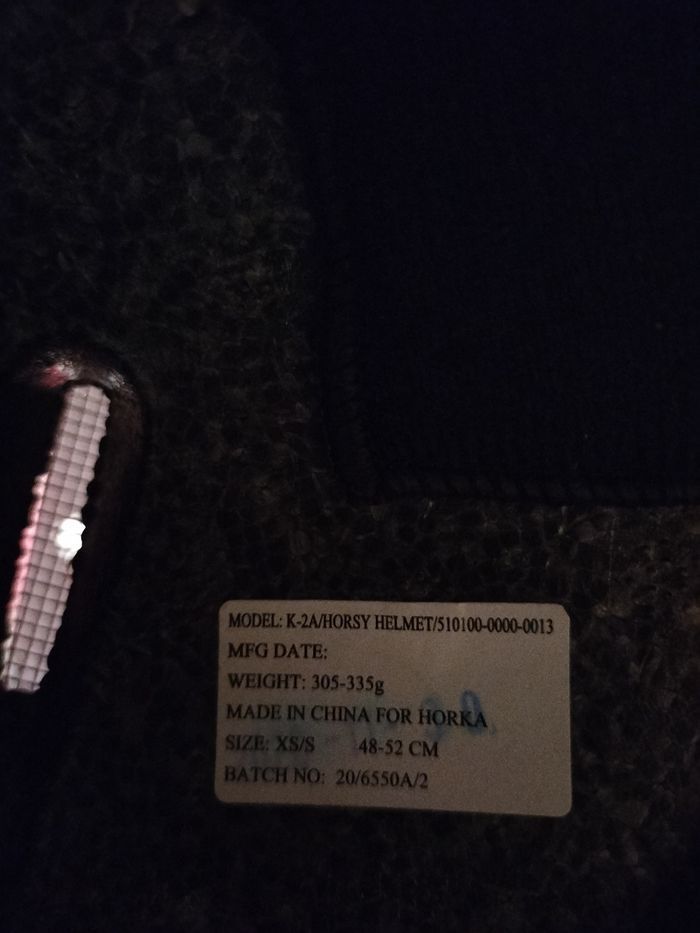 MODEL: K-2A/HORSY HELMET/510100-0000-0013
MFG DATE:
WEIGHT: 305-335g
MADE IN CHINA FOR HORKA
SIZE: XS/S 48-52 CM
BATCH NO: 20/6550A/2